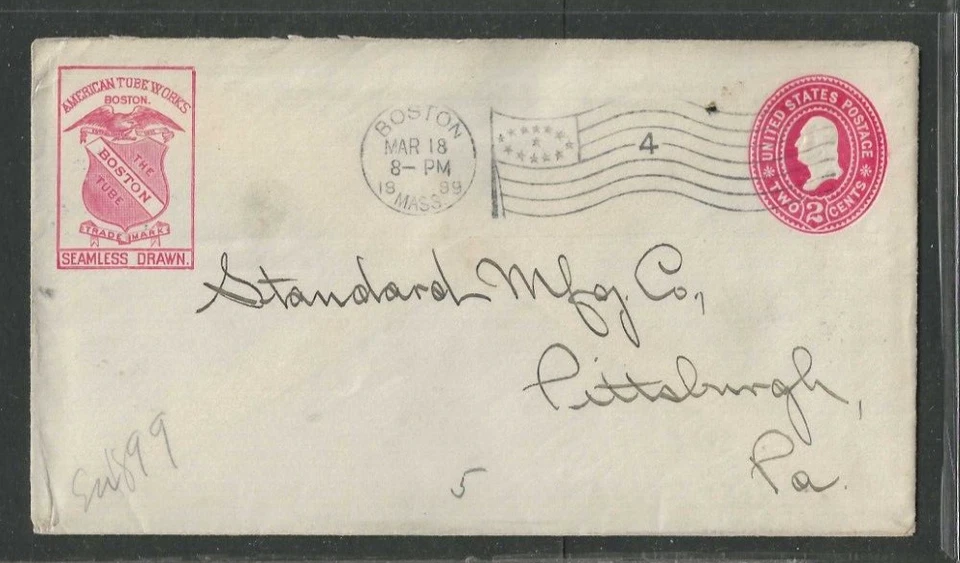 AMERICAN TUBE WORKS
BOSTON.
THE
BOSTON
TUBE
TRADE MARK
SEAMLESS DRAWN.
BOSTON
MAR 18
8- PM
18 99
MASS.
4
UNITED STATES POSTAGE
TWO 2 CENTS
Standard Mfg. Co,
Pittsburgh,
Pa.
5